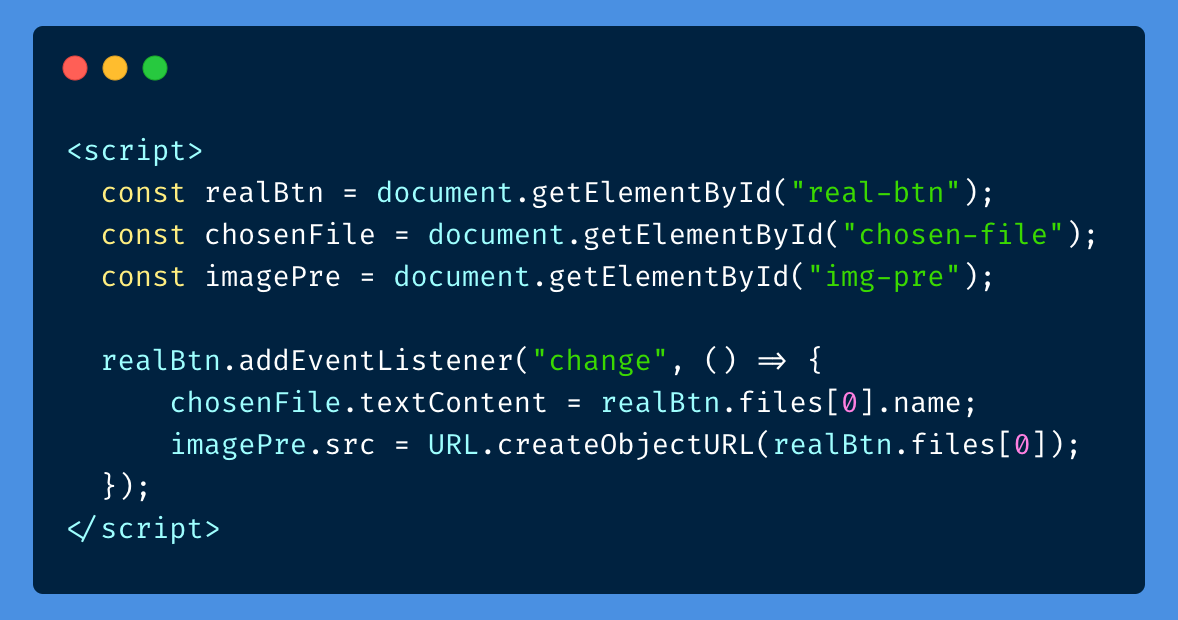 <script>
const realBtn = document.getElementById("real-btn");
const chosenFile = document.getElementById("chosen-file");
const imagePre = document.getElementById("img-pre");
realBtn.addEventListener("change", () => {
chosenFile.textContent = realBtn.files[0].name;
imagePre.src = URL.createObjectURL(realBtn.files[0]);
});
</script>